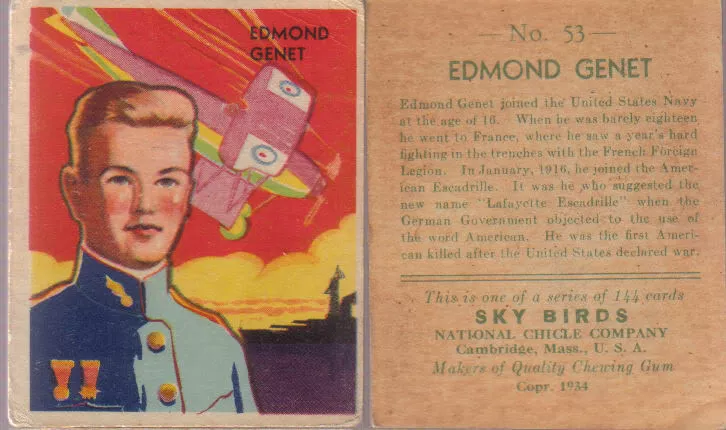 EDMOND
GENET
— No. 53 —
EDMOND GENET
Edmond Genet joined the United States Navy
at the age of 16. When he was barely eighteen
he went to France, where he saw a year's hard
fighting in the trenches with the French Foreign
Legion. In January, 1916, he joined the Amer-
ican Escadrille. It was he who suggested the
new name "Lafayette Escadrille" when the
German Government objected to the use of
the word American. He was the first Ameri-
can killed after the United States declared war.
This is one of a series of 144 cards
SKY BIRDS
NATIONAL CHICLE COMPANY
Cambridge, Mass., U. S. A.
Makers of Quality Chewing Gum
Copr. 1934